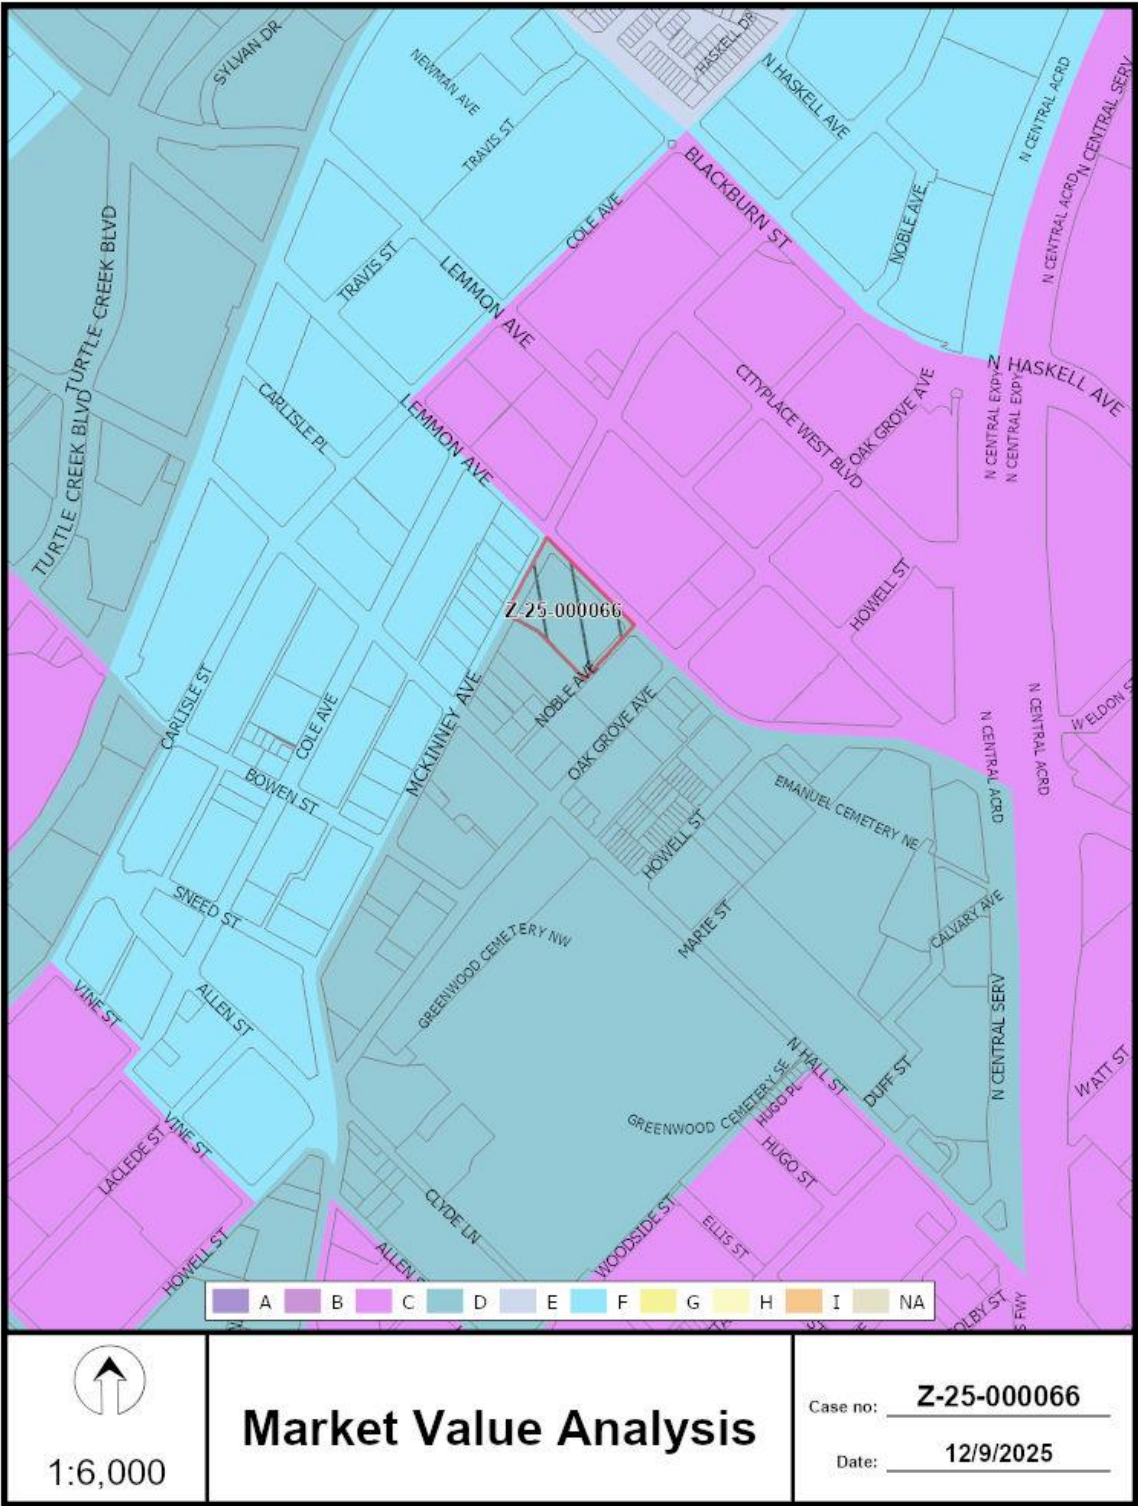 SYLVAN DR
NEWMAN AVE
TRAVIS ST
HASKELL DR
N HASKELL AVE
N CENTRAL ACRD
N CENTRAL SERV
N CENTRAL ACRD
NOBLE AVE
BLACKBURN ST
COLE AVE
TURTLE CREEK BLVD
TRAVIS ST
LEMMON AVE
N HASKELL AVE
CARLISLE PL
LEMMON AVE
CITYPLACE WEST BLVD
OAK GROVE AVE
N CENTRAL EXPY
N CENTRAL EXPY
TURTLE CREEK BLVD
HOWELL ST
Z-25-000066
CARLISLE ST
COLE AVE
MCKINNEY AVE
NOBLE AVE
OAK GROVE AVE
N CENTRAL ACRD
N CENTRAL ACRD
WELDON S
BOWEN ST
HOWELL ST
EMANUEL CEMETERY NE
SNEED ST
GREENWOOD CEMETERY NW
MARIE ST
CALVARY AVE
VINE ST
ALLEN ST
N CENTRAL SERV
N HALL ST
DUFF ST
WATT ST
GREENWOOD CEMETERY SE
HUGO PL
HUGO ST
VINE ST
LACLEDE ST
CLYDE LN
WOODSIDE ST
ELLIS ST
HOWELL ST
ALLEN
OLBY ST
S FWY
A B C D E F G H I NA
1:6,000
Market Value Analysis
Case no: Z-25-000066
Date: 12/9/2025